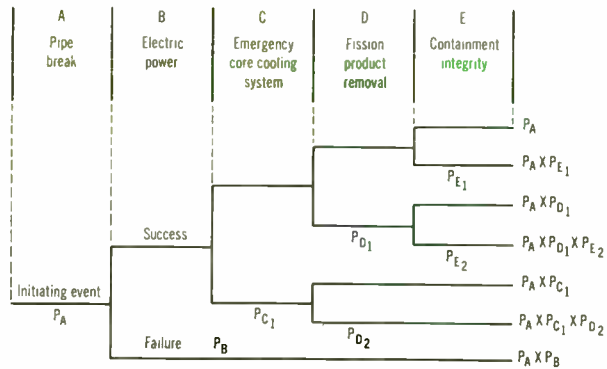 A
Pipe
break
B
Electric
power
C
Emergency
core cooling
system
D
Fission
product
removal
E
Containment
integrity
P_A
P_A X P_E1
P_E1
P_A X P_D1
P_D1
Success
P_A X P_D1 X P_E2
P_E2
P_A X P_C1
Initiating event
P_A
P_C1
P_A X P_C1 X P_D2
P_D2
Failure P_B
P_A X P_B